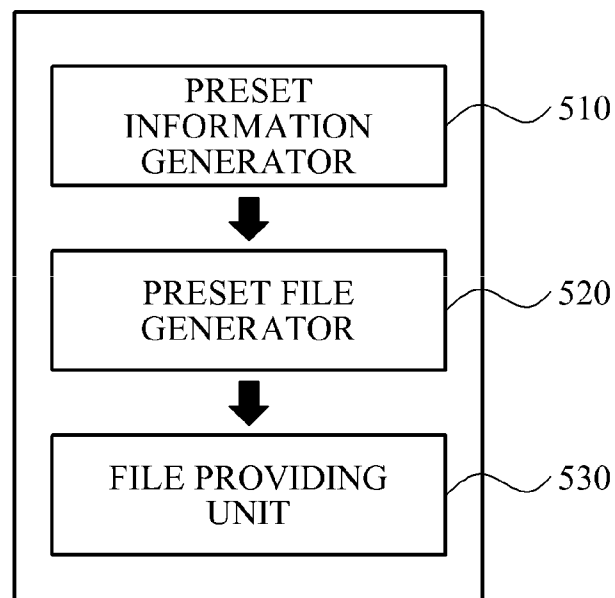 PRESET
INFORMATION
GENERATOR
510
PRESET FILE
GENERATOR
520
FILE PROVIDING
UNIT
530